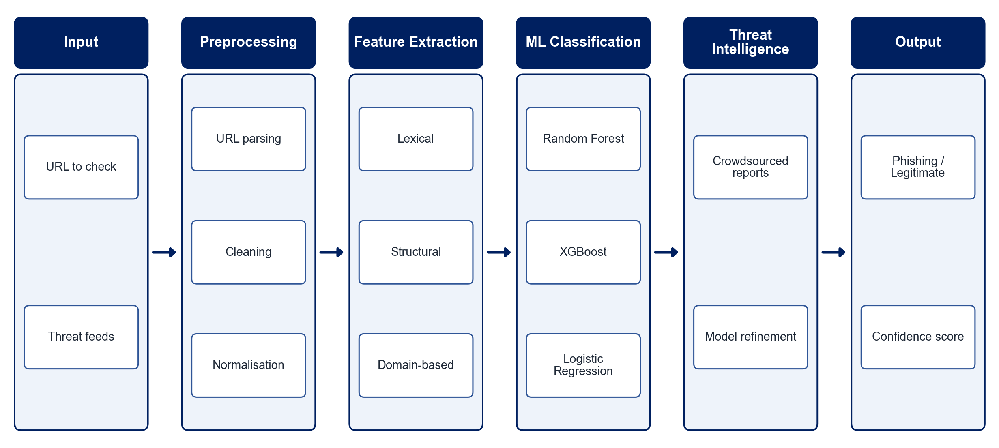 Input
URL to check
Threat feeds
Preprocessing
URL parsing
Cleaning
Normalisation
Feature Extraction
Lexical
Structural
Domain-based
ML Classification
Random Forest
XGBoost
Logistic
Regression
Threat
Intelligence
Crowdsourced
reports
Model refinement
Output
Phishing /
Legitimate
Confidence score